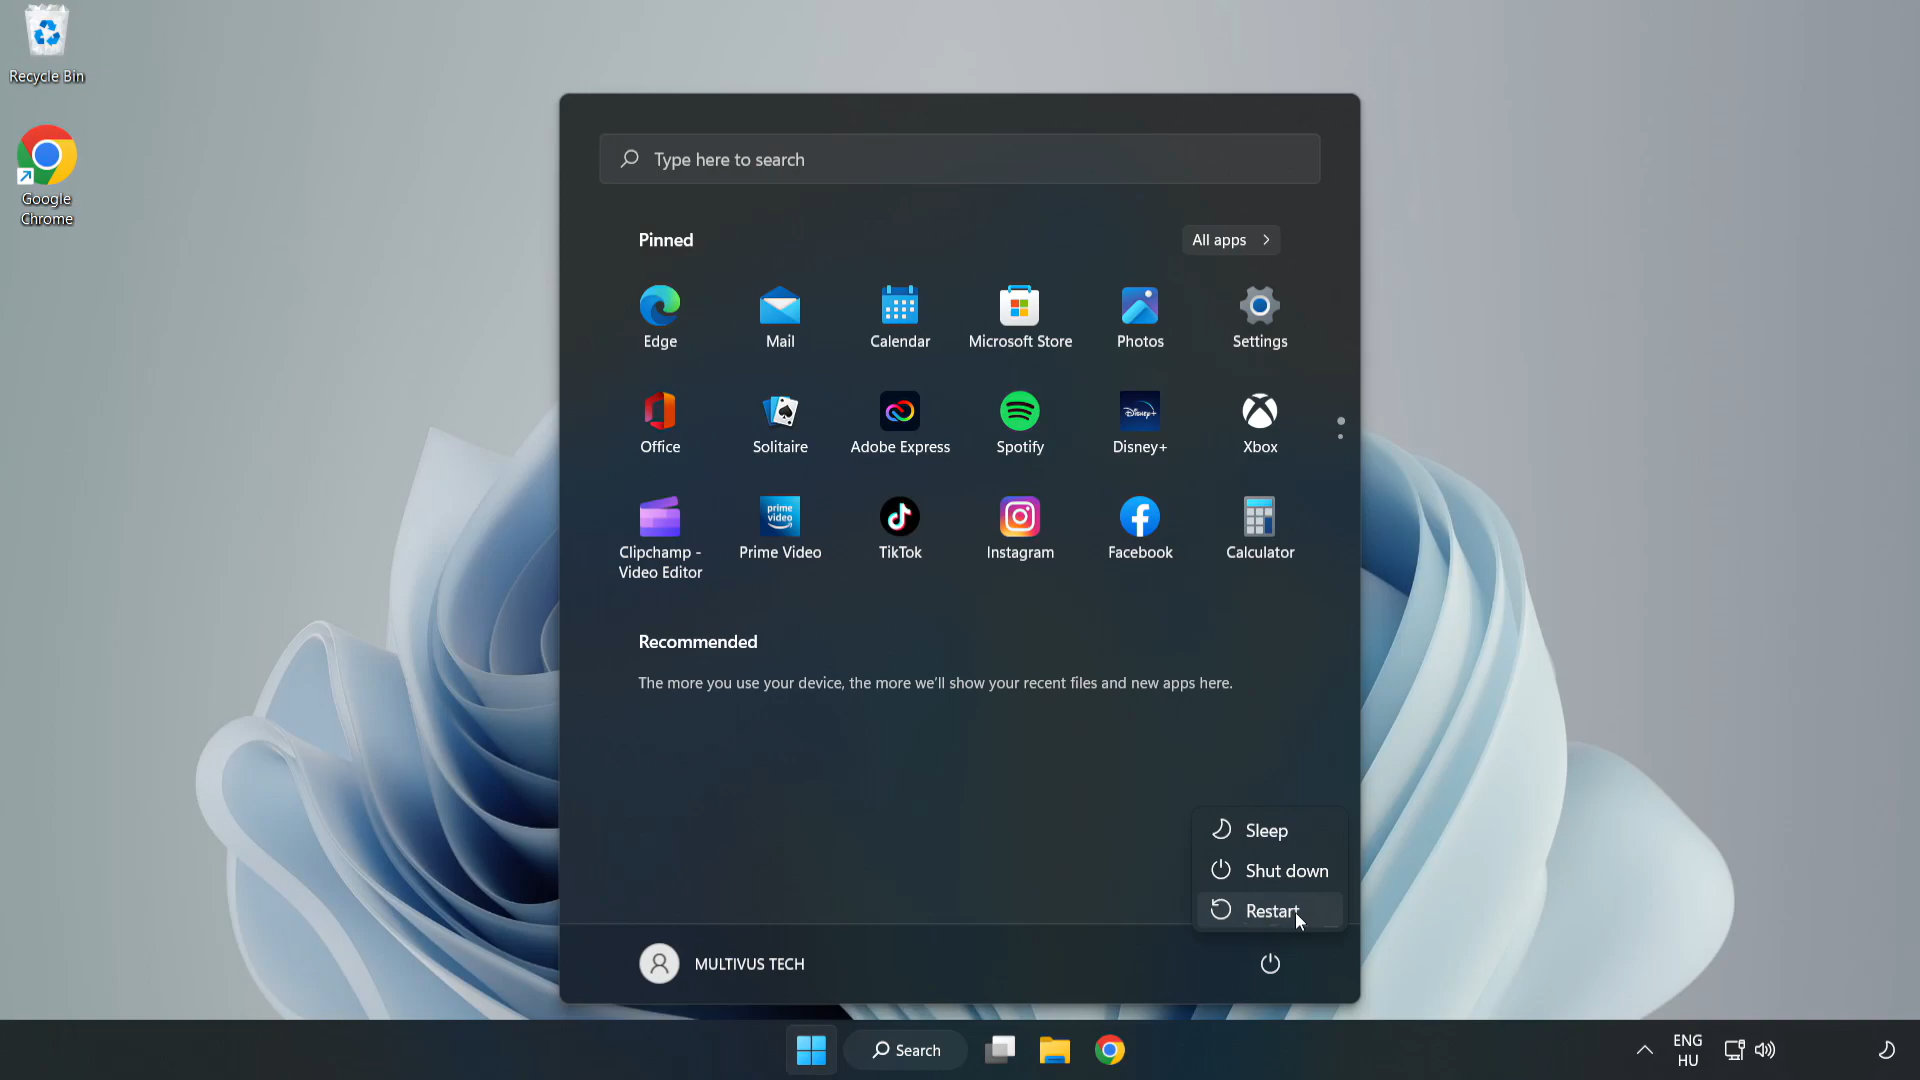 Recycle Bin
Google
Chrome
Type here to search
Pinned
All apps
Edge
Mail
Calendar
Microsoft Store
Photos
Settings
Office
Solitaire
Adobe Express
Spotify
Disney+
Disney+
Xbox
prime
video
Clipchamp -
Video Editor
Prime Video
TikTok
Instagram
Facebook
Calculator
Recommended
The more you use your device, the more we'll show your recent files and new apps here.
Sleep
Shut down
Restart
MULTIVUS TECH
Search
ENG
HU